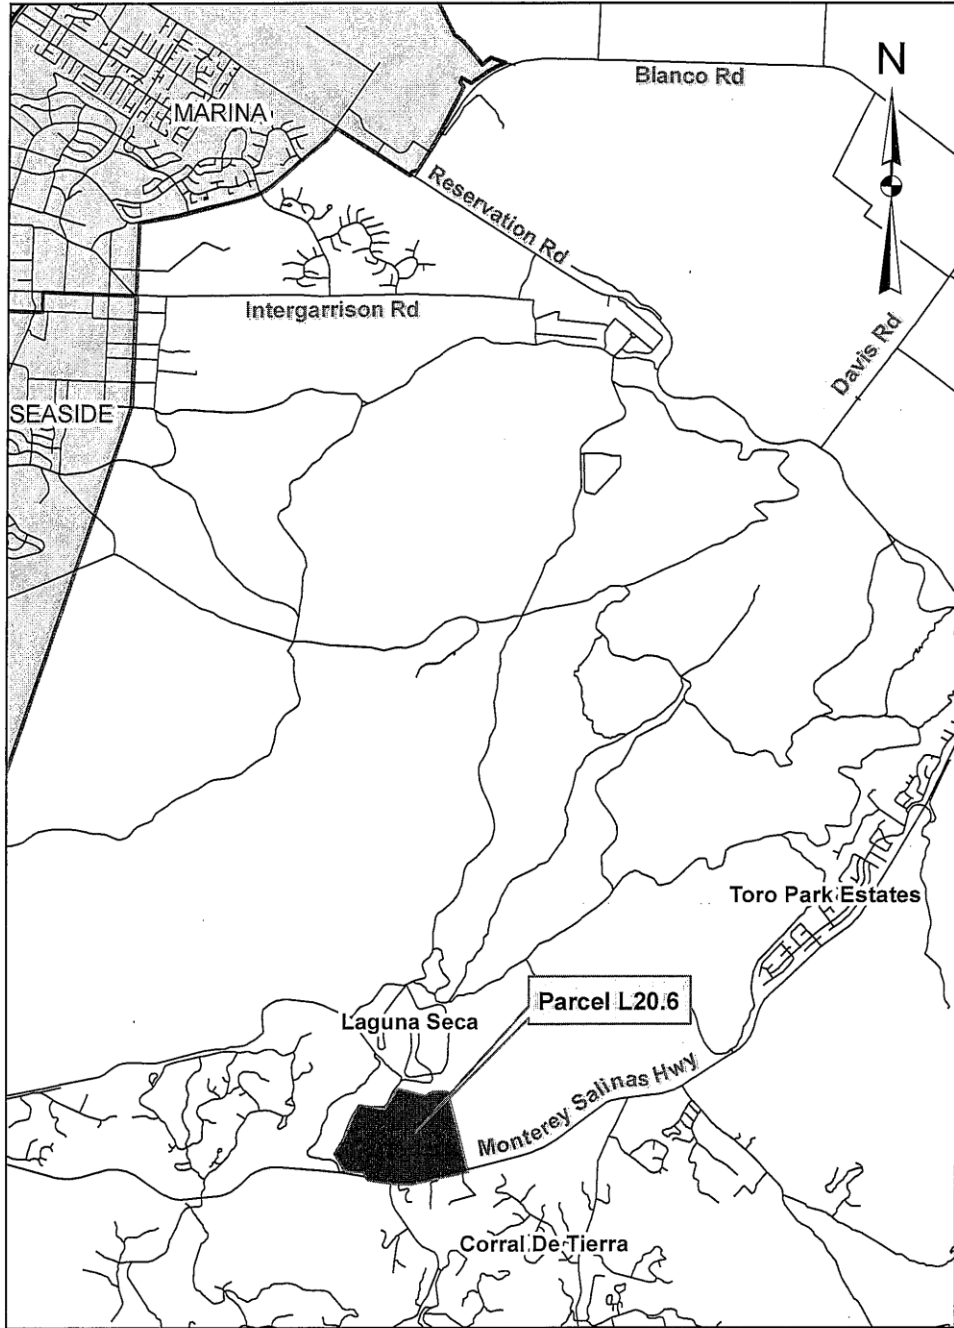 N
Blanco Rd
MARINA
Reservation Rd
Intergarrison Rd
Davis Rd
SEASIDE
Toro Park Estates
Parcel L20.6
Laguna Seca
Monterey Salinas Hwy
Corral De Tierra